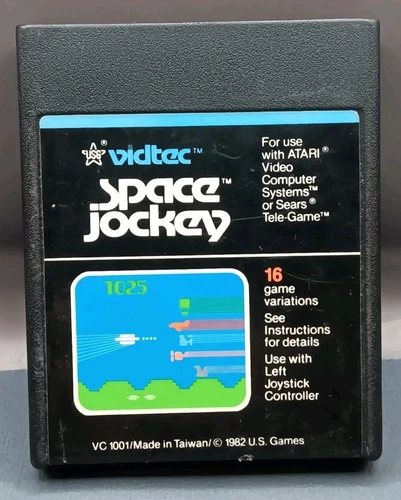 USG® vidtec™
space™
jockey
For use
with ATARI®
Video
Computer
Systems™
or Sears®
Tele-Game™
1025
16
game
variations
See
Instructions
for details
Use with
Left
Joystick
Controller
VC 1001/Made in Taiwan/© 1982 U.S. Games